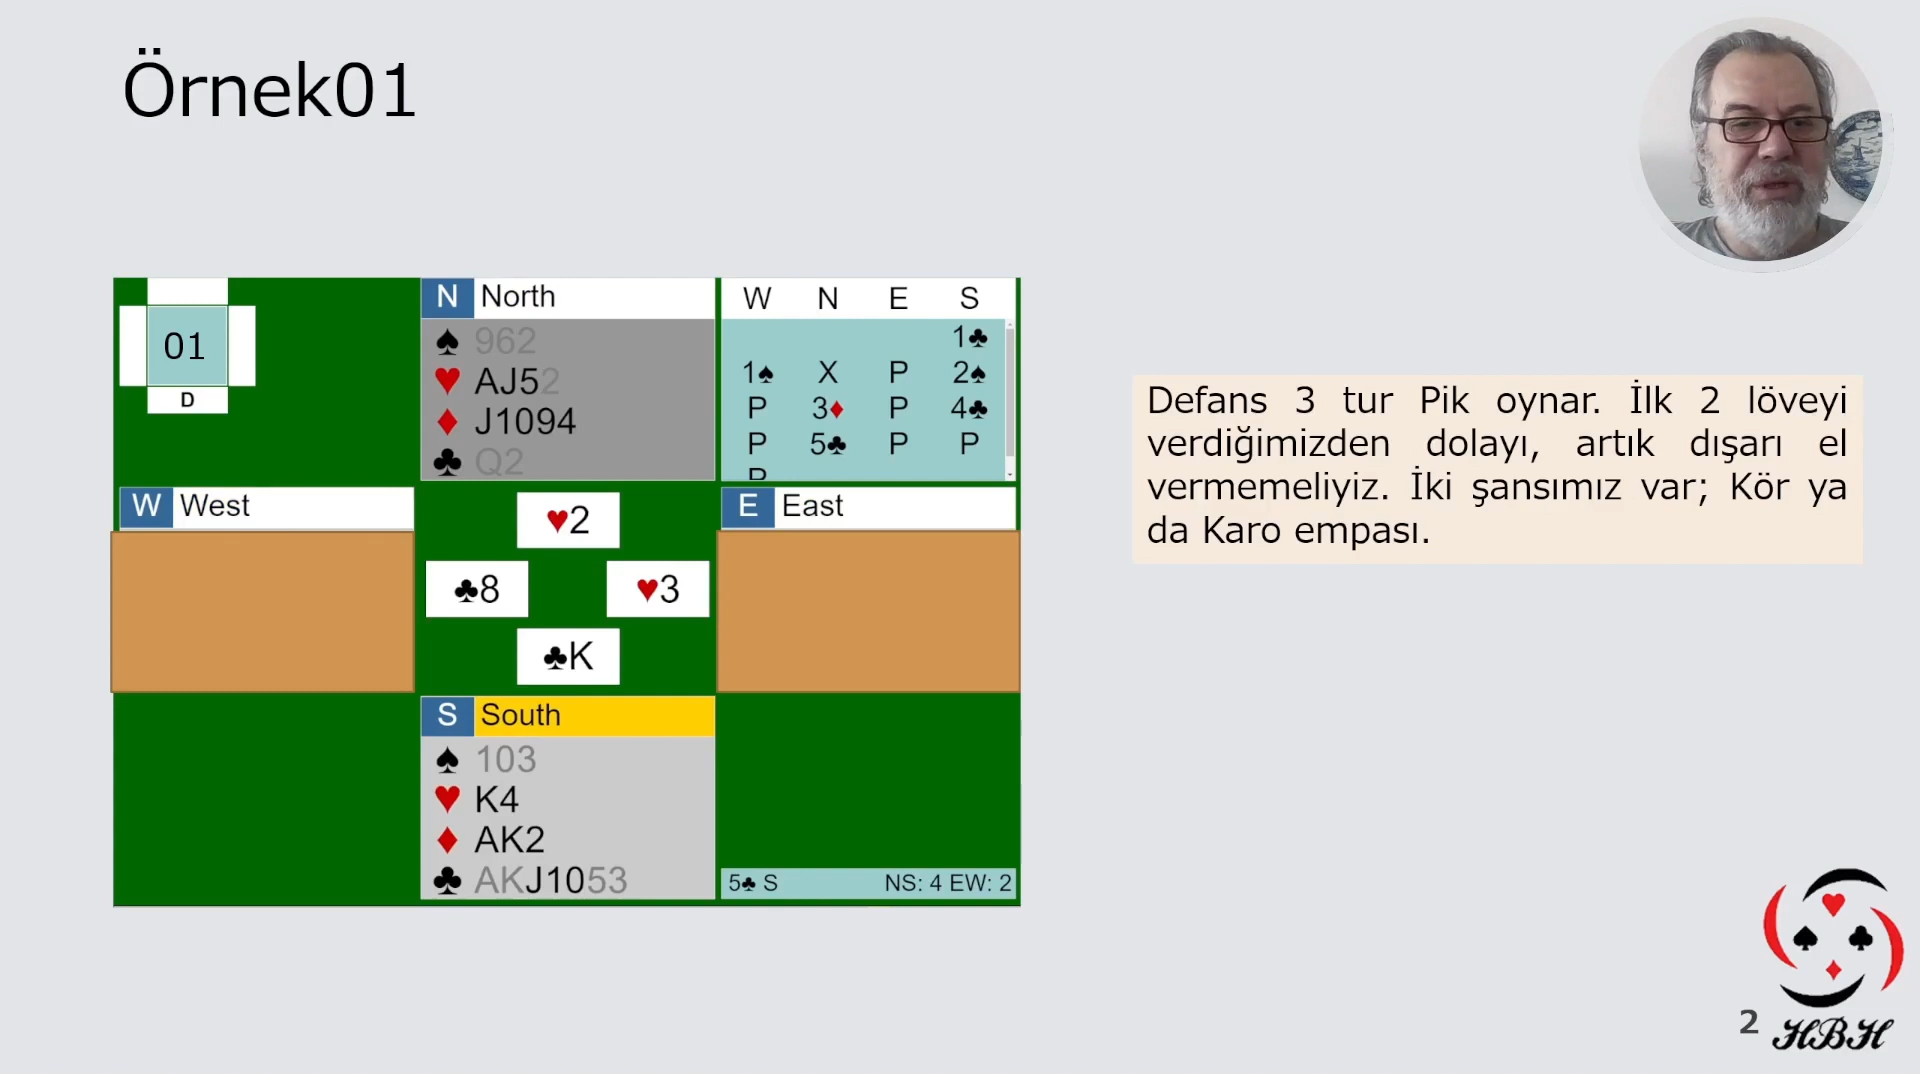 Örnek01
01
D
N North
♠ 962
♥ AJ52
♦ J1094
♣ Q2
W N E S
1♣
1♠ X P 2♠
P 3♦ P 4♣
P 5♣ P P
P
W West
E East
♥2
♣8
♥3
♣K
S South
♠ 103
♥ K4
♦ AK2
♣ AKJ1053
5♣ S NS: 4 EW: 2
Defans 3 tur Pik oynar. İlk 2 löveyi
verdiğimizden dolayı, artık dışarı el
vermemeliyiz. İki şansımız var; Kör ya
da Karo empası.
2
HBH